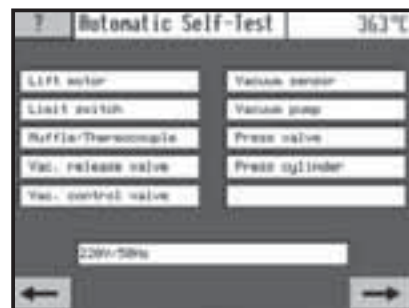 ? Automatic Self-Test 363°C
Lift motor
Limit switch
Muffle/Thermocouple
Vac. release valve
Vac. control valve
Vacuum sensor
Vacuum pump
Press valve
Press cylinder
220V/50Hz